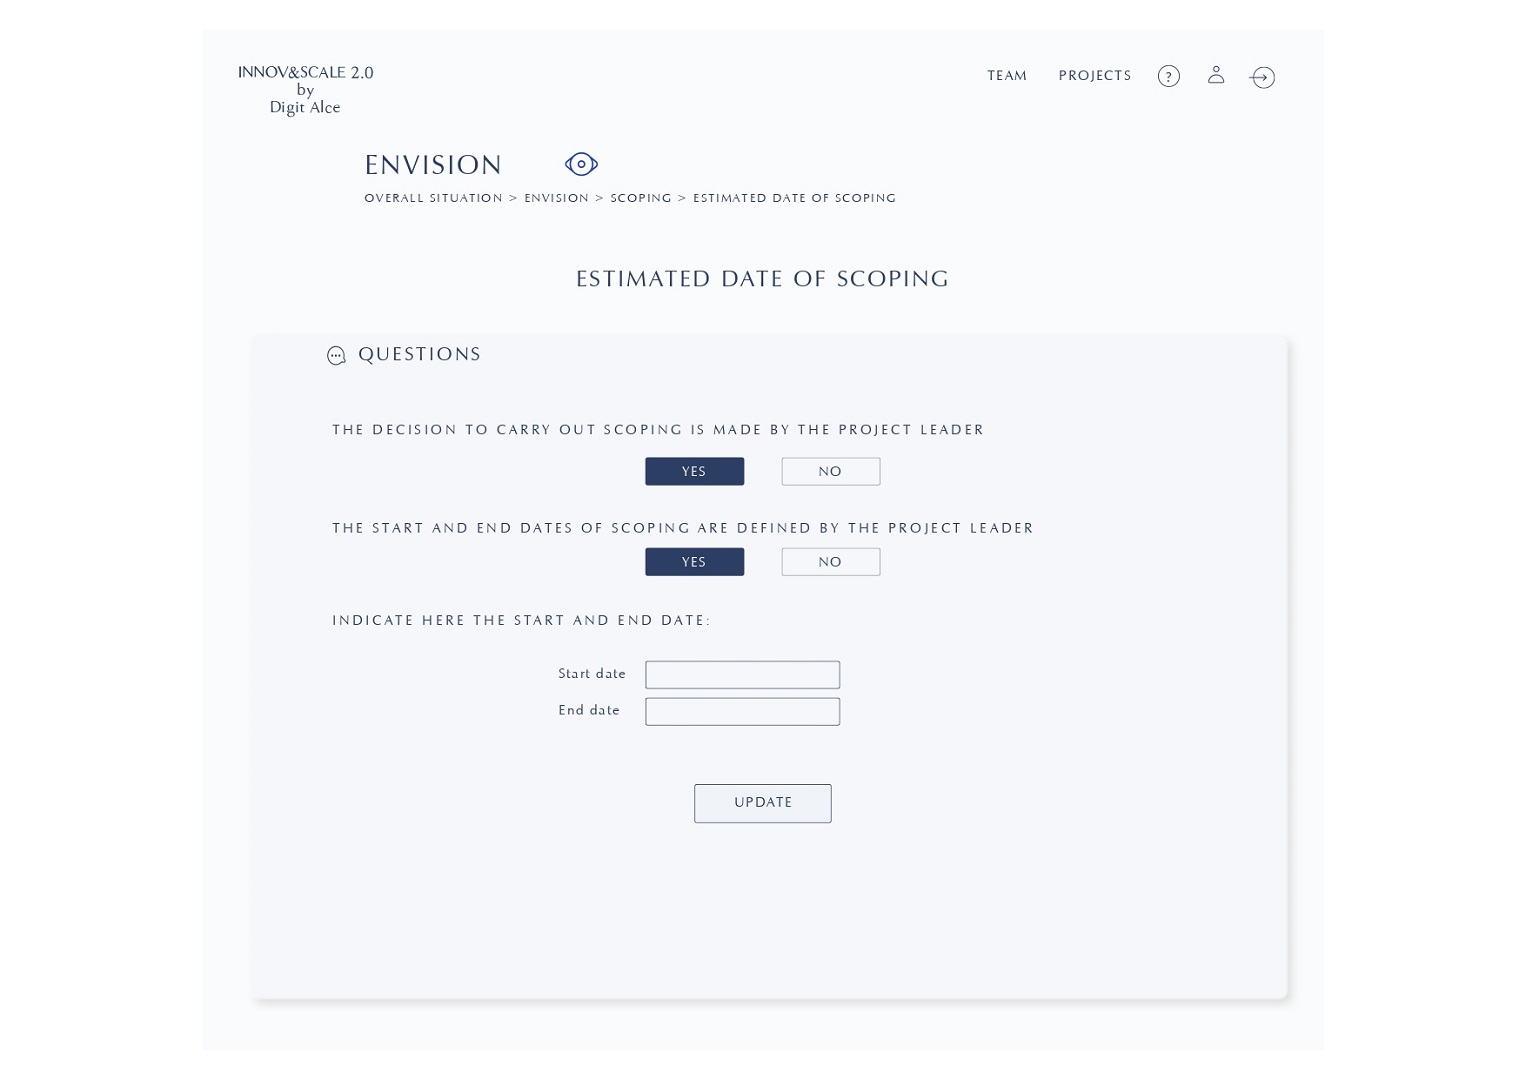 INNOV&SCALE 2.0
by
Digit Alce
TEAM PROJECTS ?
ENVISION
OVERALL SITUATION > ENVISION > SCOPING > ESTIMATED DATE OF SCOPING
ESTIMATED DATE OF SCOPING
QUESTIONS
THE DECISION TO CARRY OUT SCOPING IS MADE BY THE PROJECT LEADER
YES NO
THE START AND END DATES OF SCOPING ARE DEFINED BY THE PROJECT LEADER
YES NO
INDICATE HERE THE START AND END DATE:
Start date
End date
UPDATE